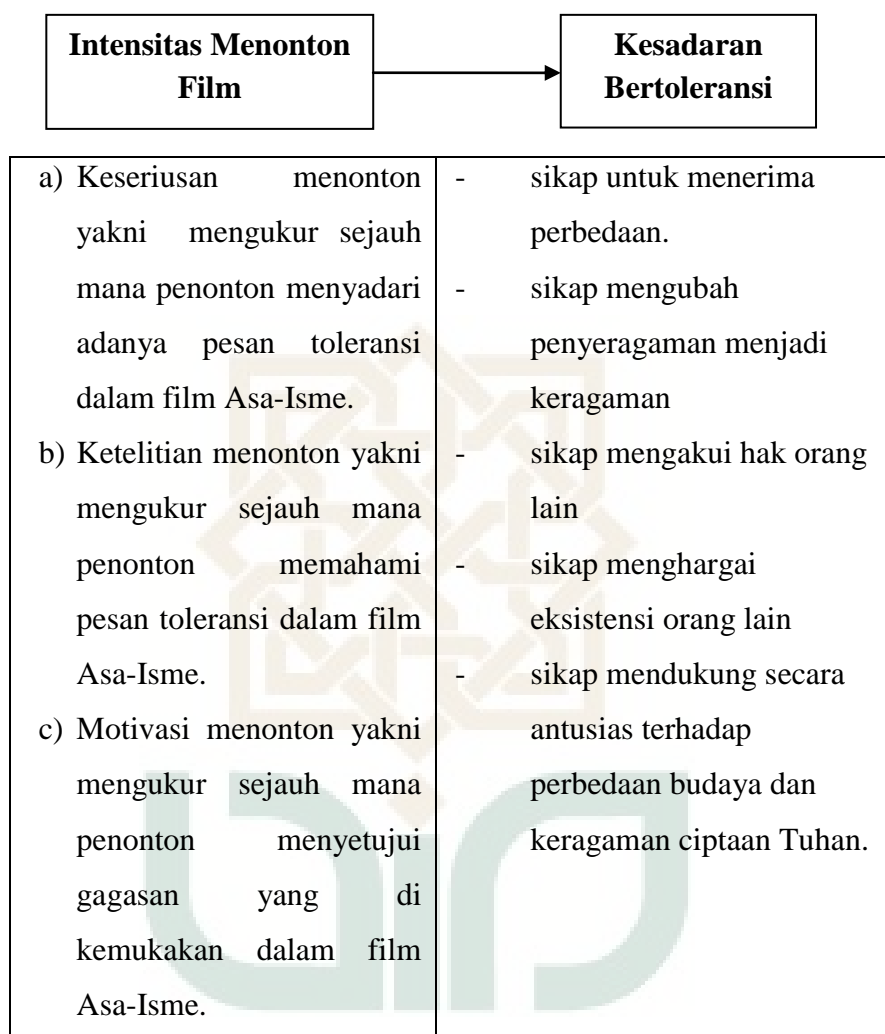 Intensitas Menonton
Film
Kesadaran
Bertoleransi
a) Keseriusan menonton
yakni mengukur sejauh
mana penonton menyadari
adanya pesan toleransi
dalam film Asa-Isme.
b) Ketelitian menonton yakni
mengukur sejauh mana
penonton memahami
pesan toleransi dalam film
Asa-Isme.
c) Motivasi menonton yakni
mengukur sejauh mana
penonton menyetujui
gagasan yang di
kemukakan dalam film
Asa-Isme.
- sikap untuk menerima
perbedaan.
- sikap mengubah
penyeragaman menjadi
keragaman
- sikap mengakui hak orang
lain
- sikap menghargai
eksistensi orang lain
- sikap mendukung secara
antusias terhadap
perbedaan budaya dan
keragaman ciptaan Tuhan.